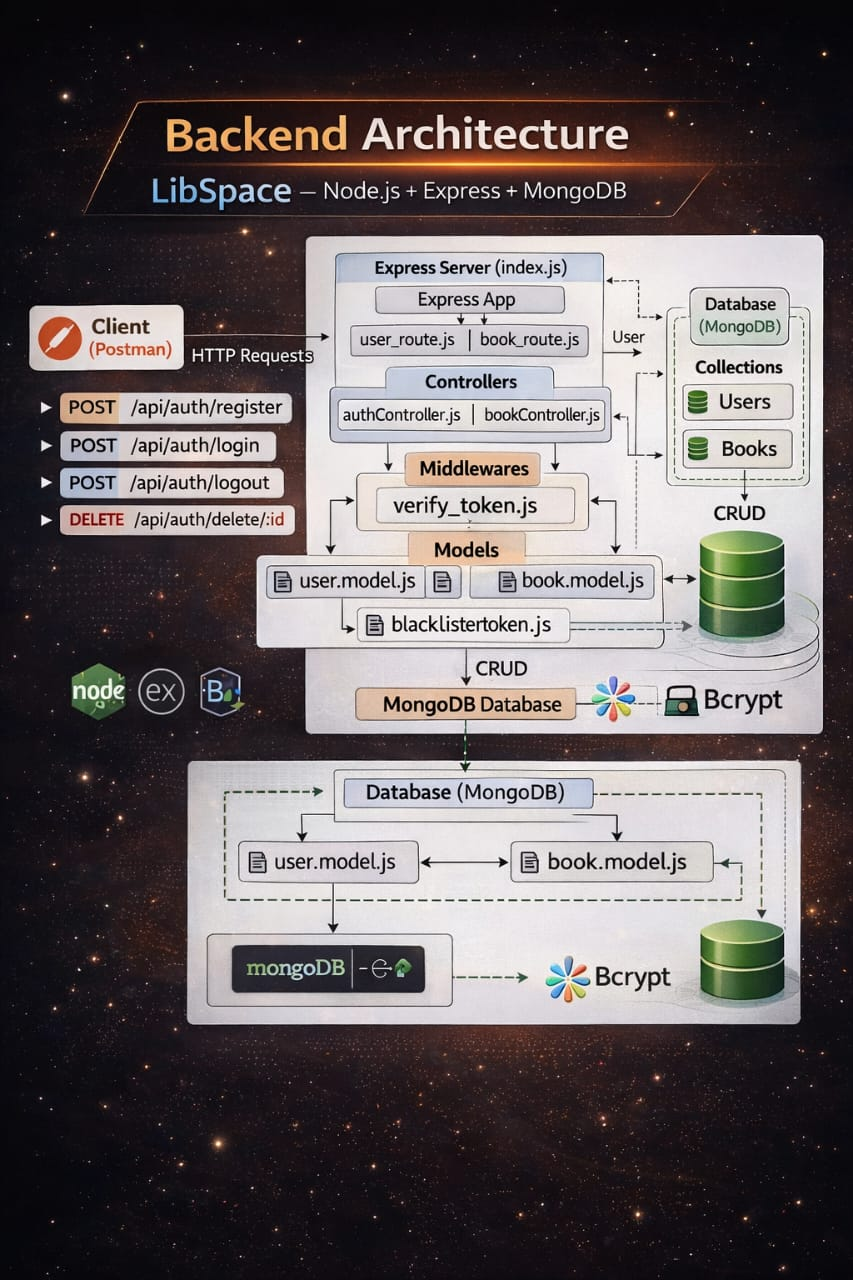 Backend Architecture
LibSpace – Node.js + Express + MongoDB
Express Server (index.js)
Express App
user_route.js | book_route.js
User
Client
(Postman)
HTTP Requests
POST /api/auth/register
POST /api/auth/login
POST /api/auth/logout
DELETE /api/auth/delete/:id
Controllers
authController.js | bookController.js
Middlewares
verify_token.js
Models
user.model.js
book.model.js
blacklistertoken.js
CRUD
MongoDB Database
Bcrypt
Database
(MongoDB)
Collections
Users
Books
CRUD
node
ex
B
Database (MongoDB)
user.model.js
book.model.js
mongoDB
Bcrypt